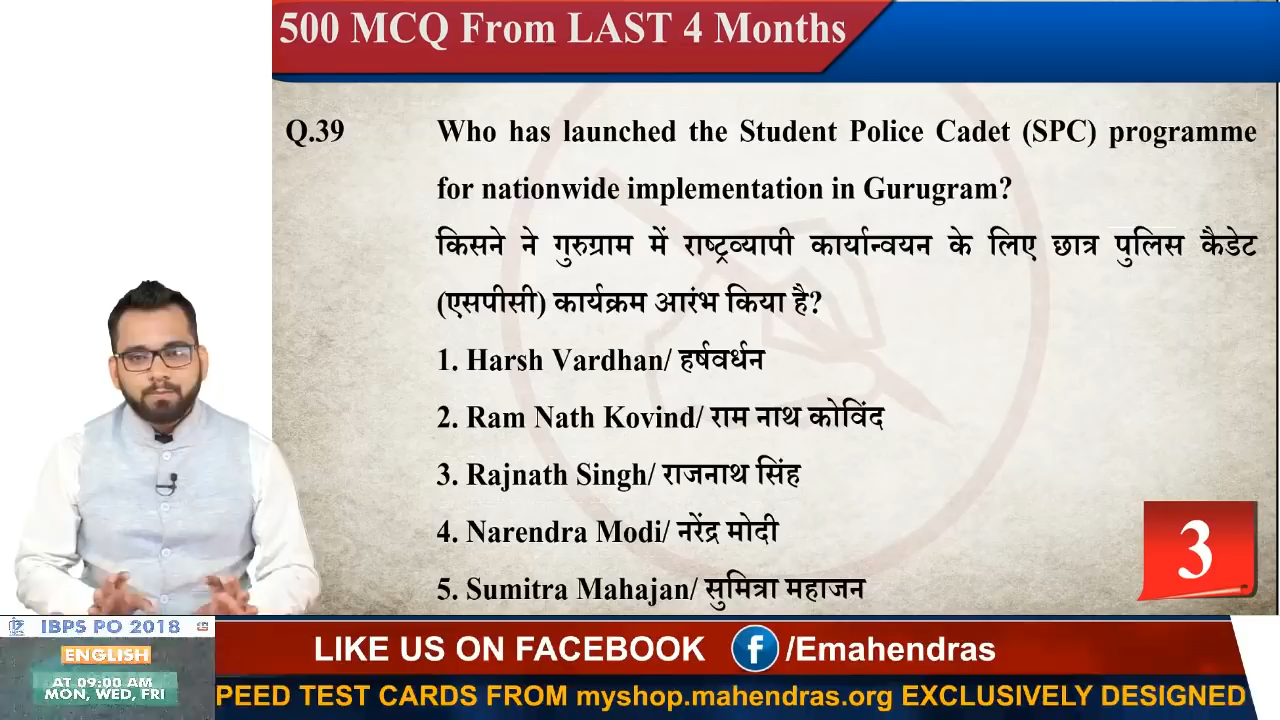 500 MCQ From LAST 4 Months
Q.39 Who has launched the Student Police Cadet (SPC) programme
for nationwide implementation in Gurugram?
किसने ने गुरुग्राम में राष्ट्रव्यापी कार्यान्वयन के लिए छात्र पुलिस कैडेट
(एसपीसी) कार्यक्रम आरंभ किया है?
1. Harsh Vardhan/ हर्षवर्धन
2. Ram Nath Kovind/ राम नाथ कोविंद
3. Rajnath Singh/ राजनाथ सिंह
4. Narendra Modi/ नरेंद्र मोदी
5. Sumitra Mahajan/ सुमित्रा महाजन
3
IBPS PO 2018
ENGLISH
AT 09:00 AM
MON, WED, FRI
LIKE US ON FACEBOOK f /Emahendras
PEED TEST CARDS FROM myshop.mahendras.org EXCLUSIVELY DESIGNED